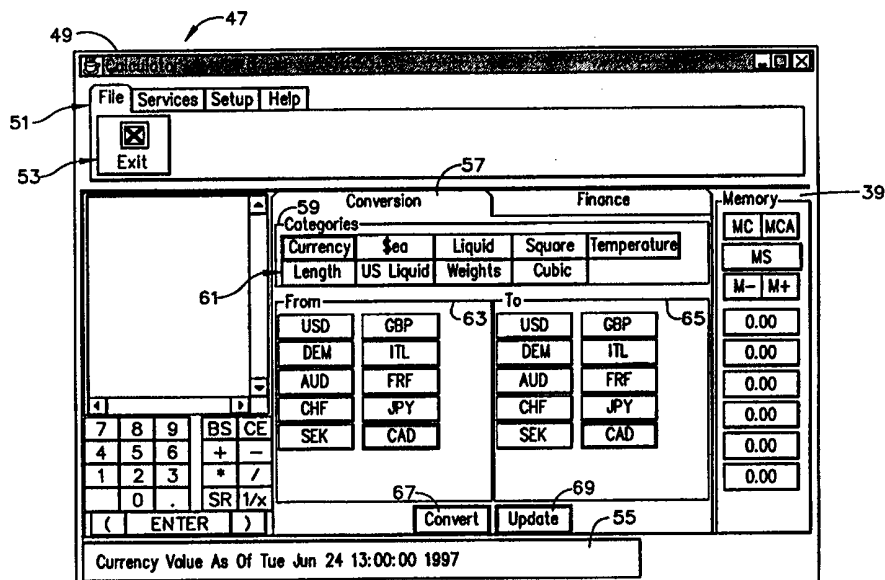 47
49
Calculator
File Services Setup Help
51
Exit
53
57
39
Conversion Finance
Memory
59
Categories
MC MCA
Currency $ea Liquid Square Temperature
MS
Length US Liquid Weights Cubic
61
M- M+
From 63 To 65
USD GBP USD GBP 0.00
DEM ITL DEM ITL 0.00
AUD FRF AUD FRF 0.00
CHF JPY CHF JPY 0.00
SEK CAD SEK CAD 0.00
0.00
7 8 9 BS CE
4 5 6 + -
1 2 3 * /
0 . SR 1/x
( ENTER )
67 69
Convert Update
55
Currency Value As Of Tue Jun 24 13:00:00 1997